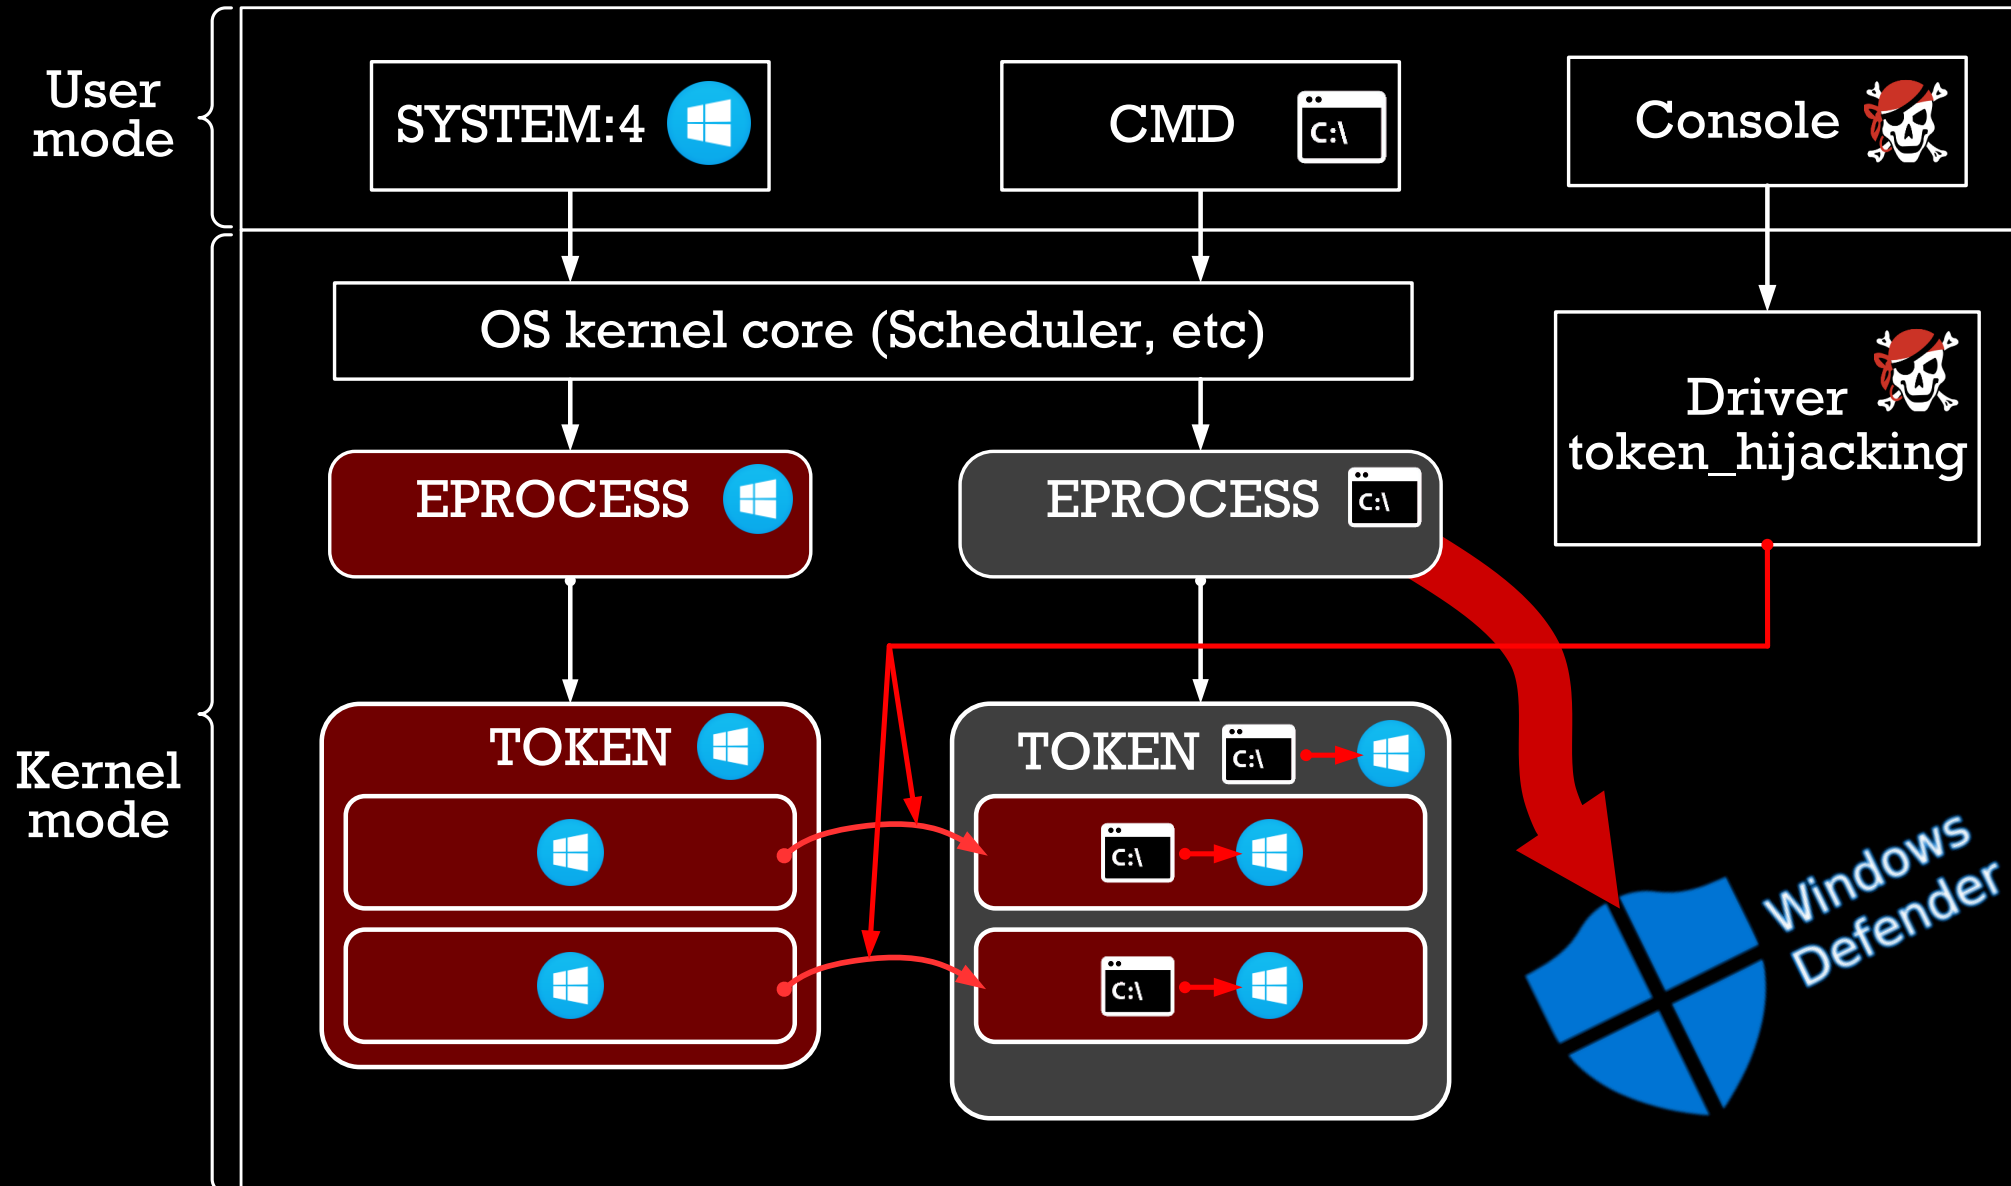 User
mode
SYSTEM:4
CMD
C:\
Console
OS kernel core (Scheduler, etc)
Driver
token_hijacking
EPROCESS
EPROCESS
C:\
Kernel
mode
TOKEN
TOKEN
C:\
C:\
C:\
Windows
Defender